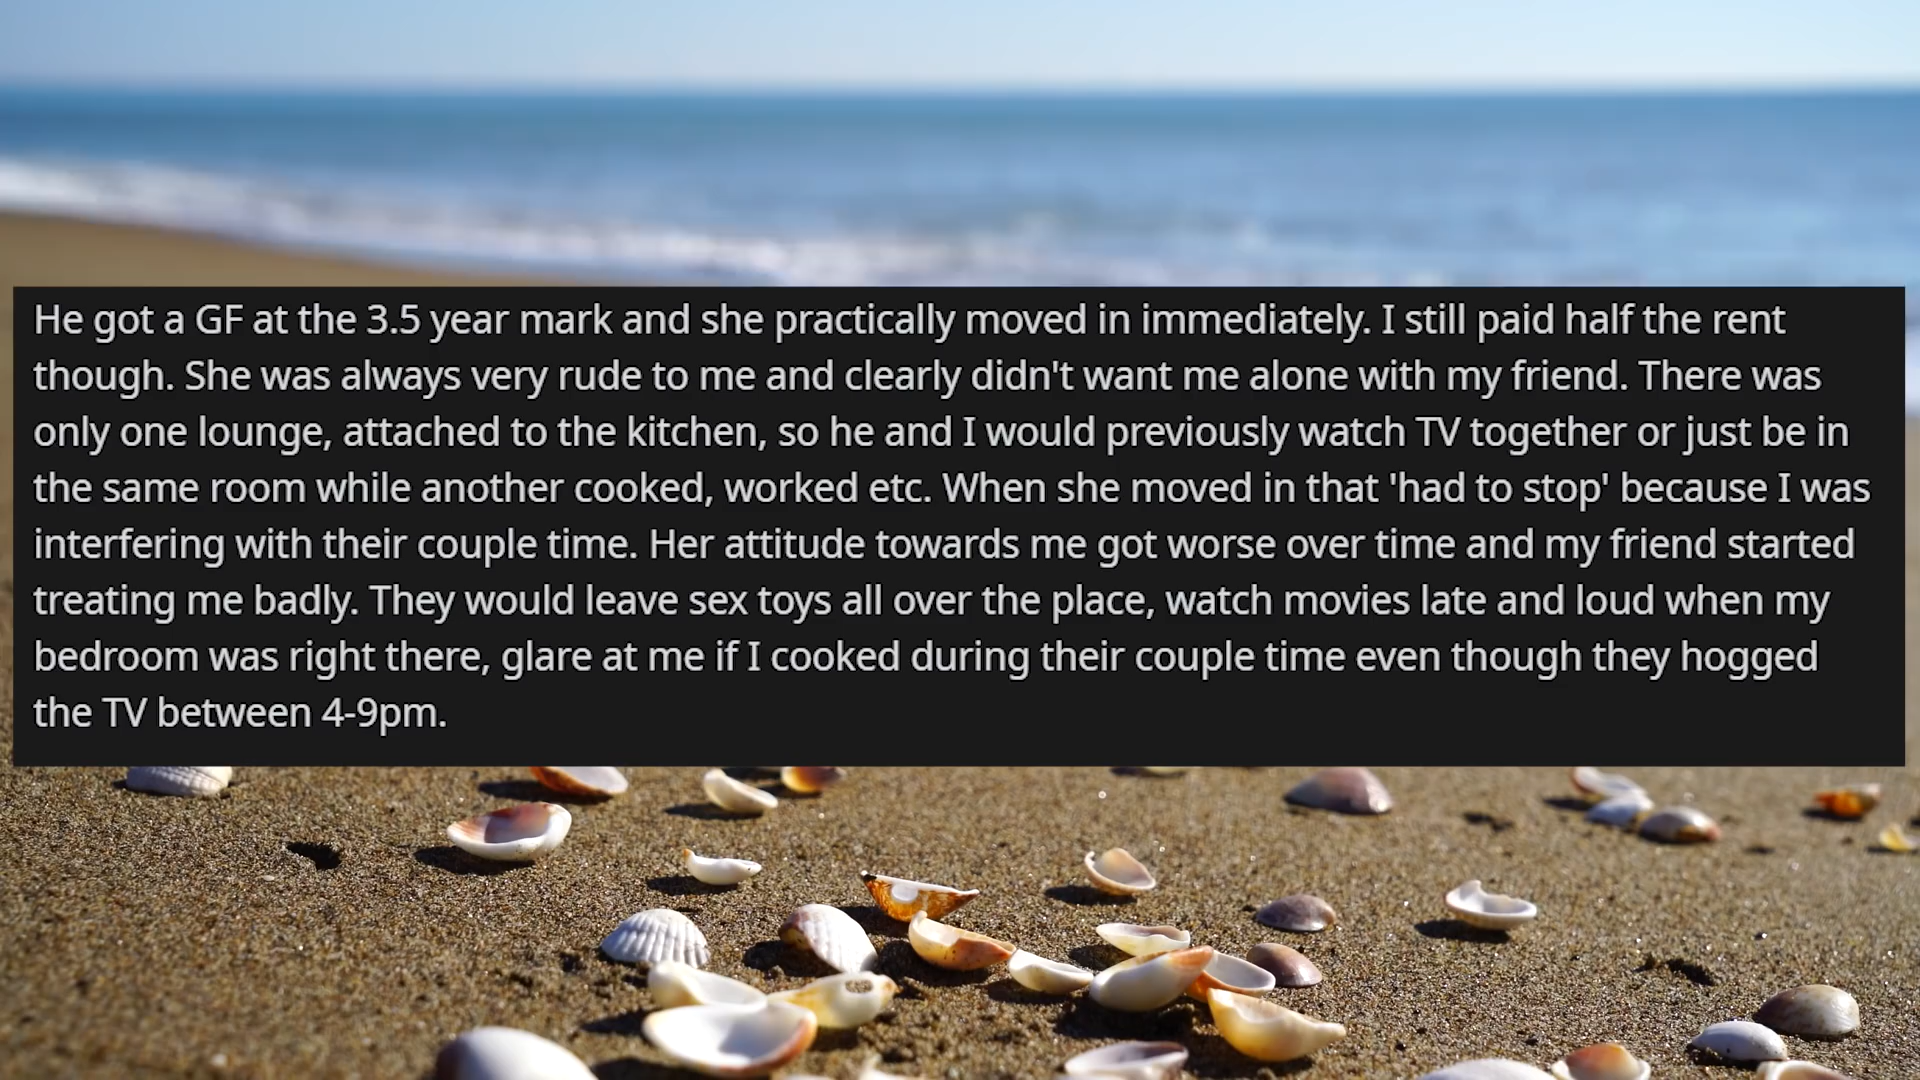 He got a GF at the 3.5 year mark and she practically moved in immediately. I still paid half the rent
though. She was always very rude to me and clearly didn't want me alone with my friend. There was
only one lounge, attached to the kitchen, so he and I would previously watch TV together or just be in
the same room while another cooked, worked etc. When she moved in that 'had to stop' because I was
interfering with their couple time. Her attitude towards me got worse over time and my friend started
treating me badly. They would leave sex toys all over the place, watch movies late and loud when my
bedroom was right there, glare at me if I cooked during their couple time even though they hogged
the TV between 4-9pm.